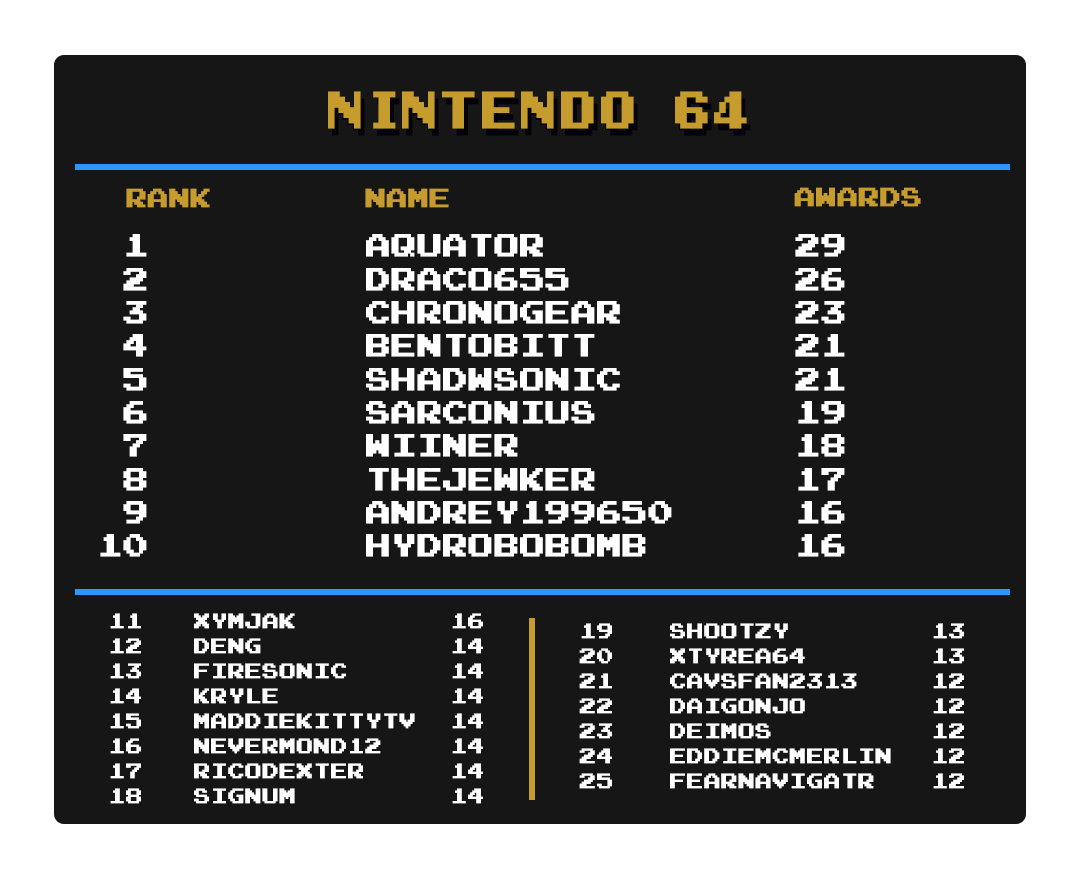 NINTENDO 64
RANK NAME AWARDS
1 AQUATOR 29
2 DRACO655 26
3 CHRONOGEAR 23
4 BENTOBITT 21
5 SHADWSONIC 21
6 SARCONIUS 19
7 WIINER 18
8 THEJEWKER 17
9 ANDREY199650 16
10 HYDROBOBOMB 16
11 XYMJAK 16
12 DENG 14
13 FIRESONIC 14
14 KRYLE 14
15 MADDIEKITTYTV 14
16 NEVERMOND12 14
17 RICODEXTER 14
18 SIGNUM 14
19 SHOOTZY 13
20 XTYREA64 13
21 CAVSFAN2313 12
22 DAIGONJO 12
23 DEIMOS 12
24 EDDIEMCMERLIN 12
25 FEARNAVIGATR 12